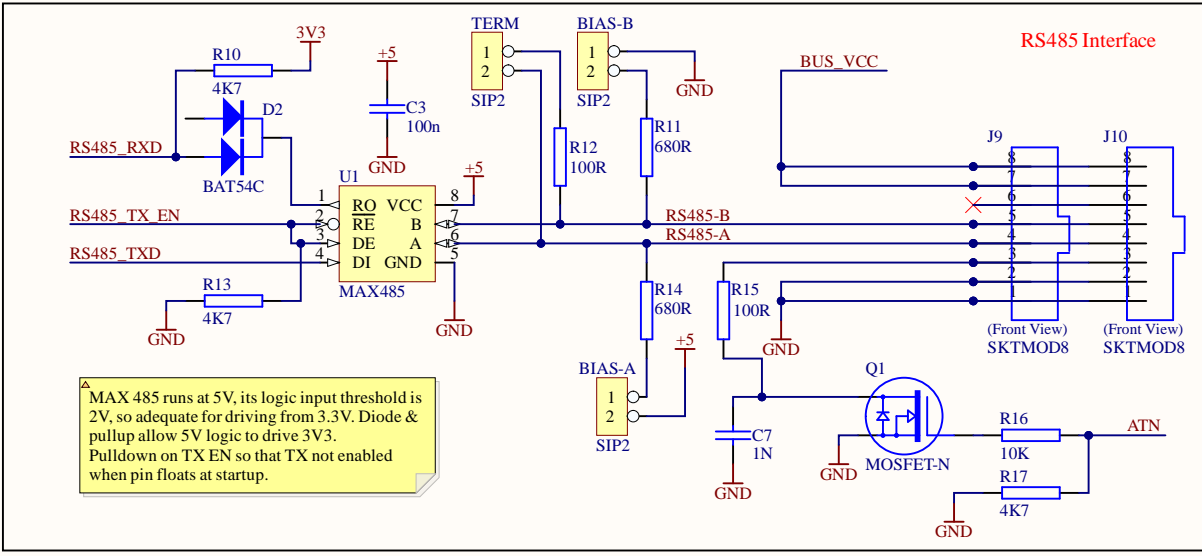 RS485 Interface
3V3
R10
4K7
D2
BAT54C
RS485_RXD
RS485_TX_EN
RS485_TXD
R13
4K7
GND
+5
C3
100n
GND
U1
1 RO VCC 8
2 RE B 7
3 DE A 6
4 DI GND 5
MAX485
+5
GND
TERM
1
2
SIP2
BIAS-B
1
2
SIP2
GND
R12
100R
R11
680R
RS485-B
RS485-A
R14
680R
BIAS-A
1
2
SIP2
+5
R15
100R
C7
1N
GND
GND
BUS_VCC
J9
8
7
6
5
4
3
2
1
(Front View)
SKTMOD8
J10
8
7
6
5
4
3
2
1
(Front View)
SKTMOD8
Q1
MOSFET-N
GND
R16
10K
ATN
R17
4K7
GND
MAX 485 runs at 5V, its logic input threshold is
2V, so adequate for driving from 3.3V. Diode &
pullup allow 5V logic to drive 3V3.
Pulldown on TX EN so that TX not enabled
when pin floats at startup.